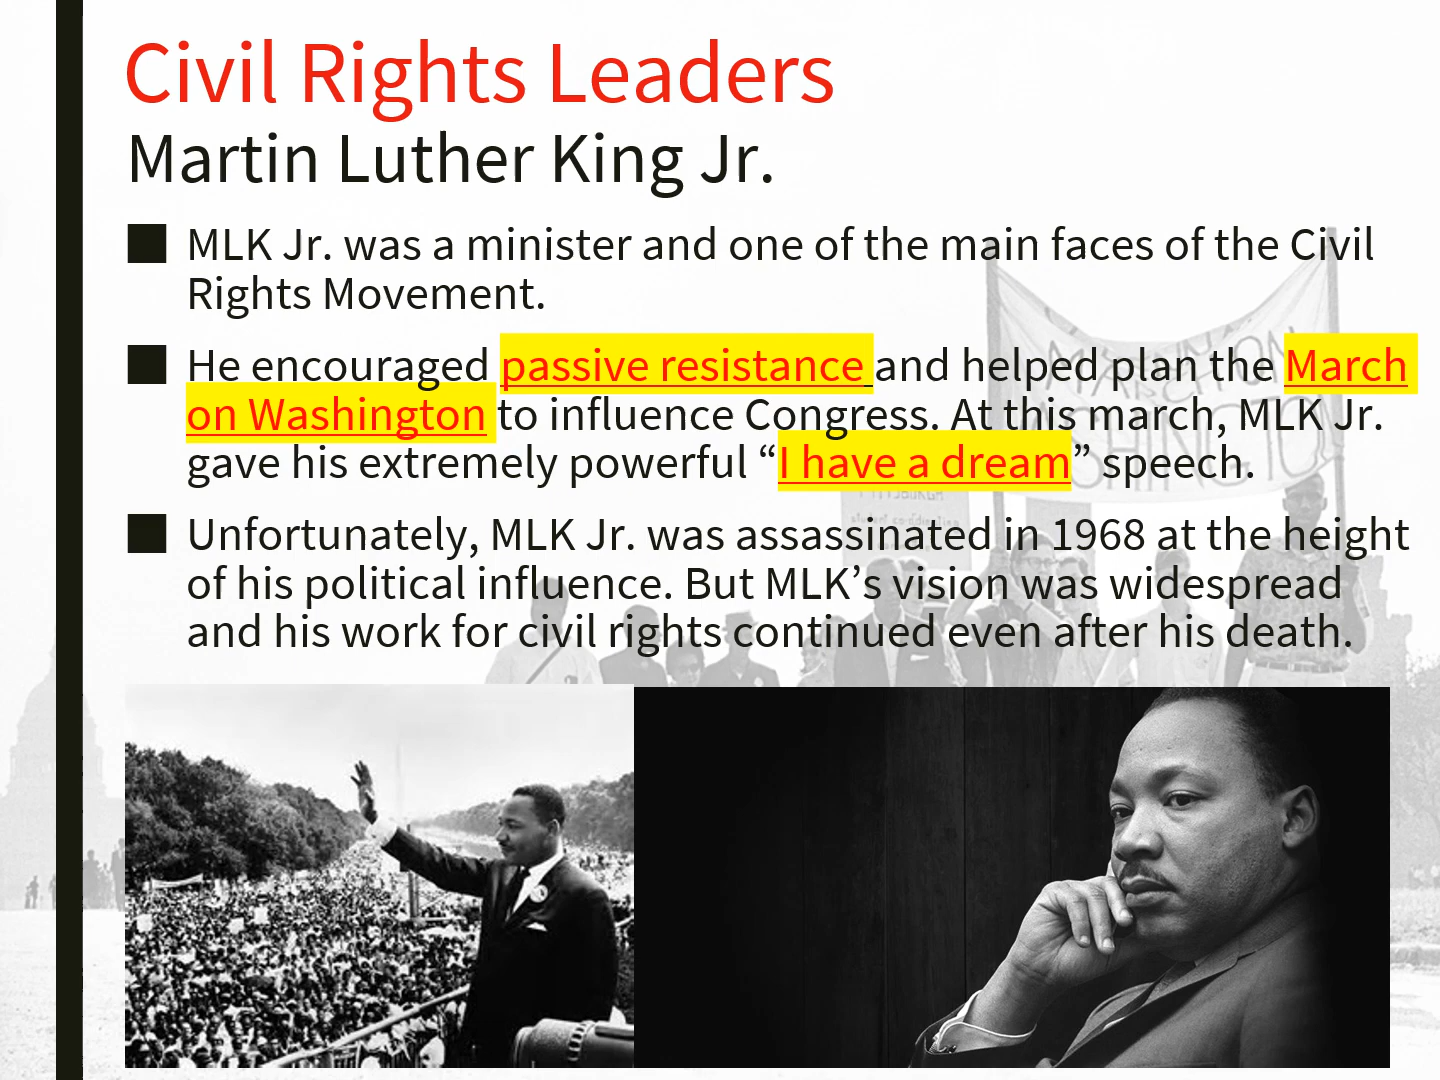 Civil Rights Leaders
Martin Luther King Jr.
MLK Jr. was a minister and one of the main faces of the Civil
Rights Movement.
He encouraged passive resistance and helped plan the March
on Washington to influence Congress. At this march, MLK Jr.
gave his extremely powerful “I have a dream” speech.
Unfortunately, MLK Jr. was assassinated in 1968 at the height
of his political influence. But MLK’s vision was widespread
and his work for civil rights continued even after his death.
MARCH ON